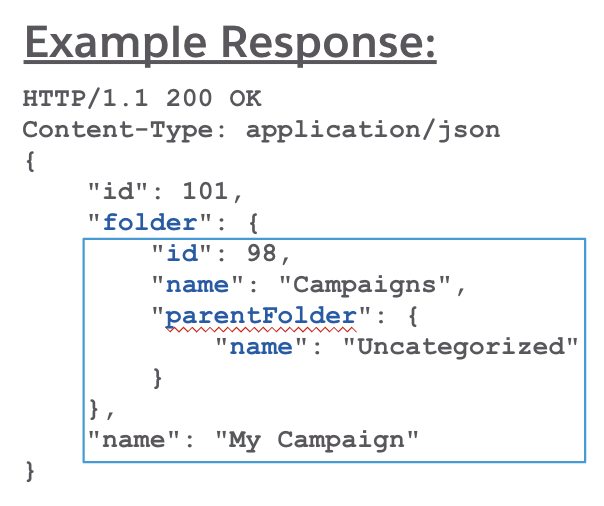 Example Response:
HTTP/1.1 200 OK
Content-Type: application/json
{
    "id": 101,
    "folder": {
        "id": 98,
        "name": "Campaigns",
        "parentFolder": {
            "name": "Uncategorized"
        }
    },
    "name": "My Campaign"
}